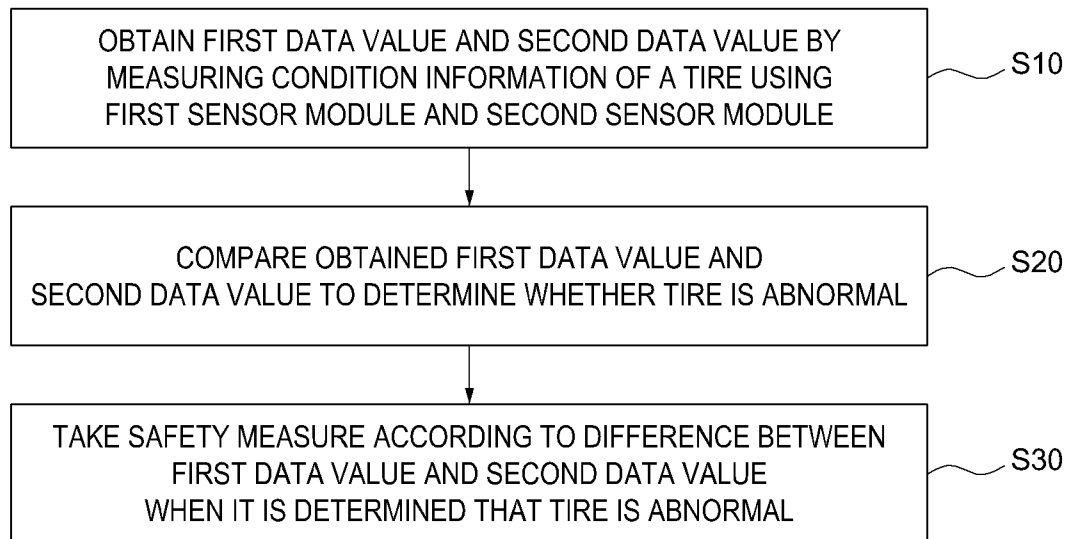 OBTAIN FIRST DATA VALUE AND SECOND DATA VALUE BY
MEASURING CONDITION INFORMATION OF A TIRE USING
FIRST SENSOR MODULE AND SECOND SENSOR MODULE
S10
COMPARE OBTAINED FIRST DATA VALUE AND
SECOND DATA VALUE TO DETERMINE WHETHER TIRE IS ABNORMAL
S20
TAKE SAFETY MEASURE ACCORDING TO DIFFERENCE BETWEEN
FIRST DATA VALUE AND SECOND DATA VALUE
WHEN IT IS DETERMINED THAT TIRE IS ABNORMAL
S30